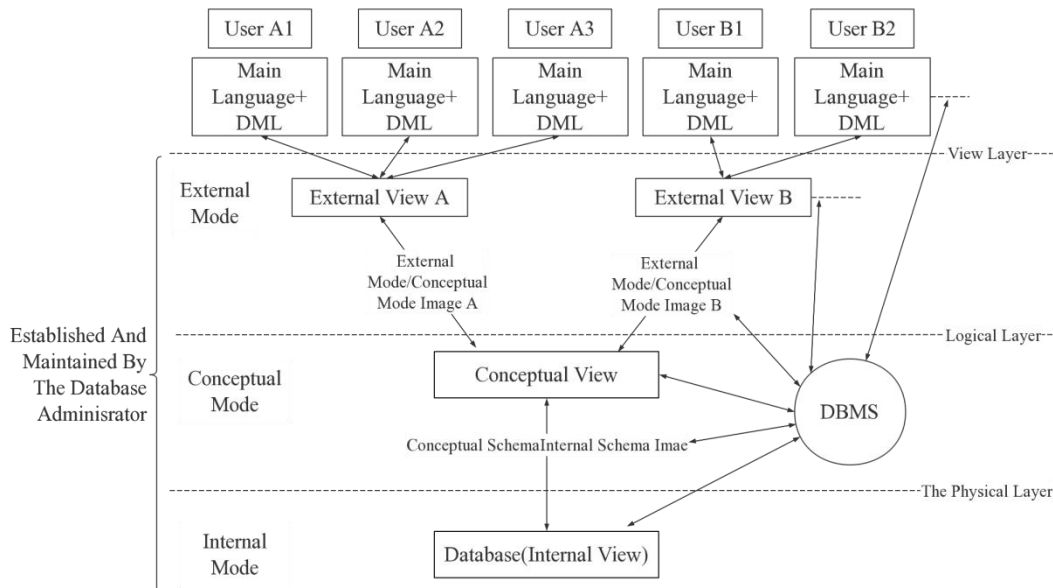 User A1
User A2
User A3
User B1
User B2
Main
Language+
DML
Main
Language+
DML
Main
Language+
DML
Main
Language+
DML
Main
Language+
DML
View Layer
External
Mode
External View A
External View B
External
Mode/Conceptual
Mode Image A
External
Mode/Conceptual
Mode Image B
Established And
Maintained By
The Database
Adminisrator
Logical Layer
Conceptual
Mode
Conceptual View
DBMS
Conceptual SchemaInternal Schema Imae
The Physical Layer
Internal
Mode
Database(Internal View)